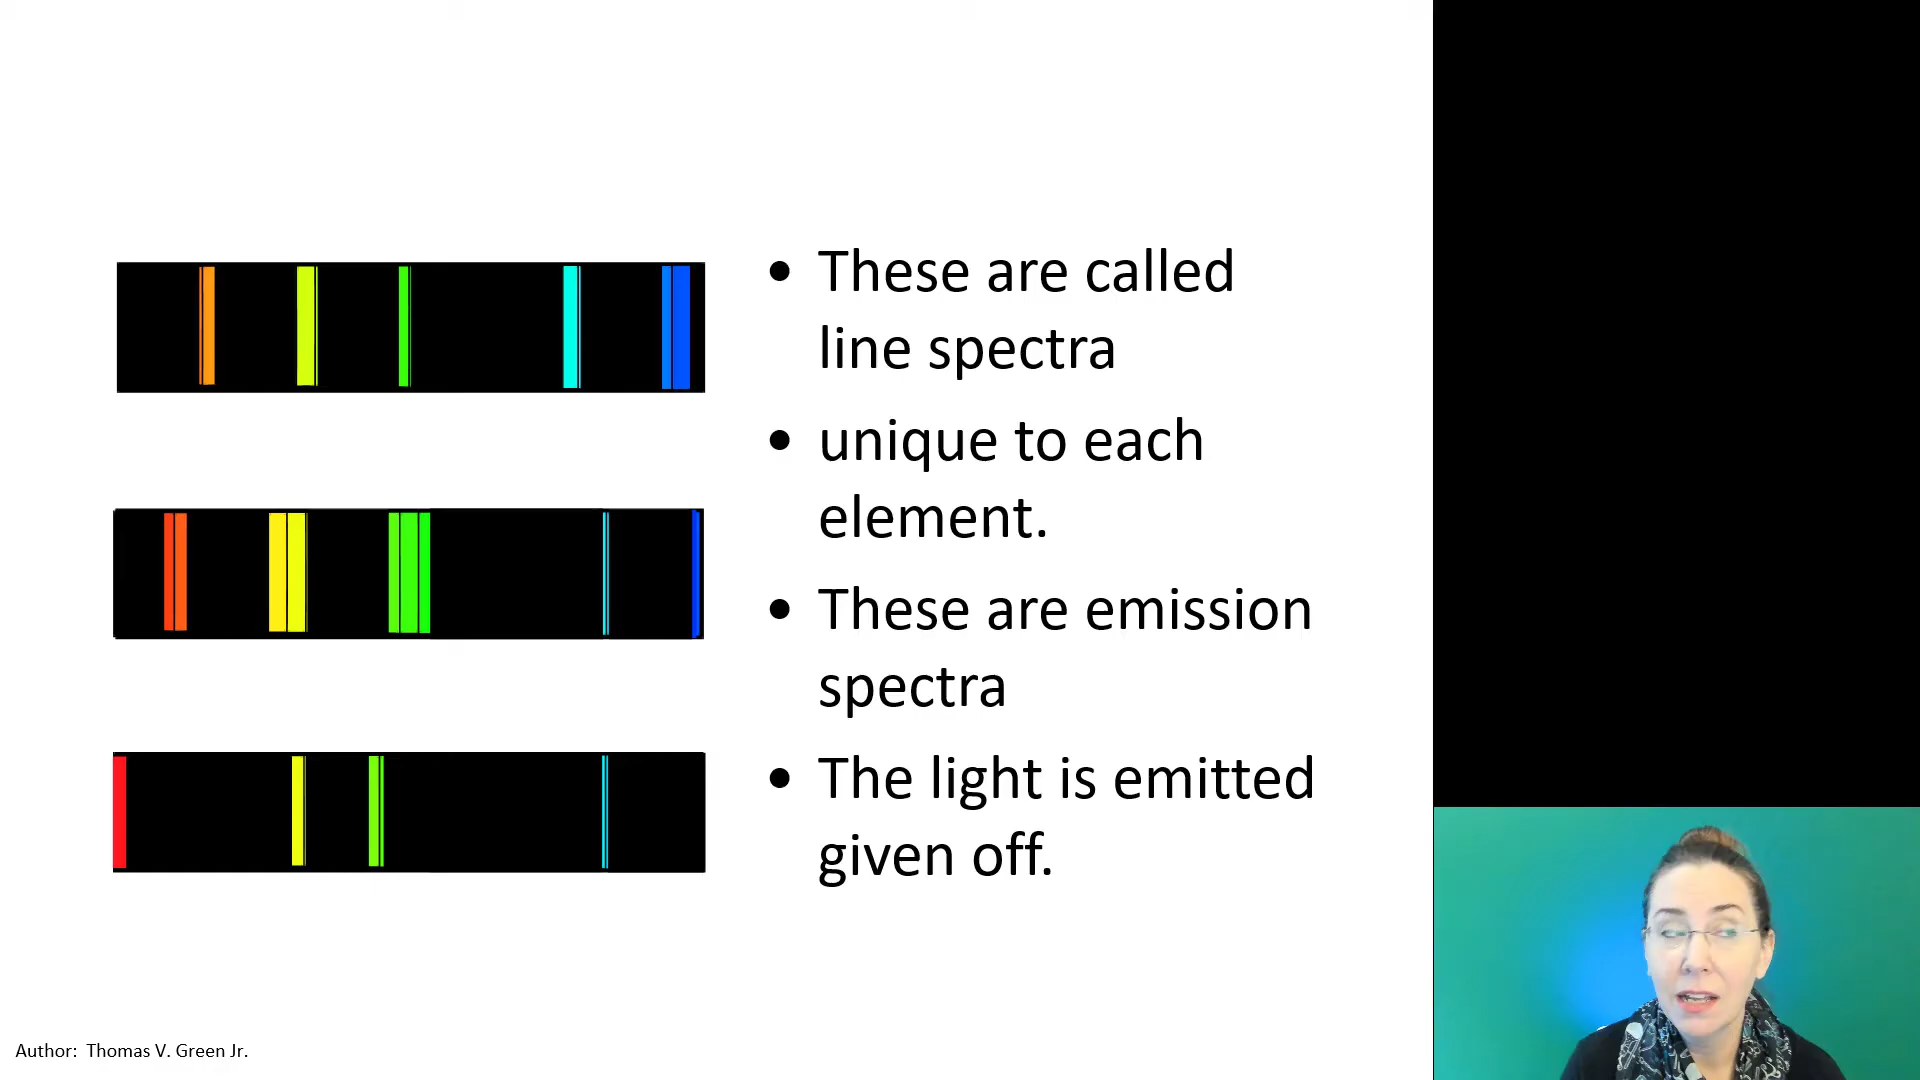 • These are called
line spectra
• unique to each
element.
• These are emission
spectra
• The light is emitted
given off.
Author:  Thomas V. Green Jr.